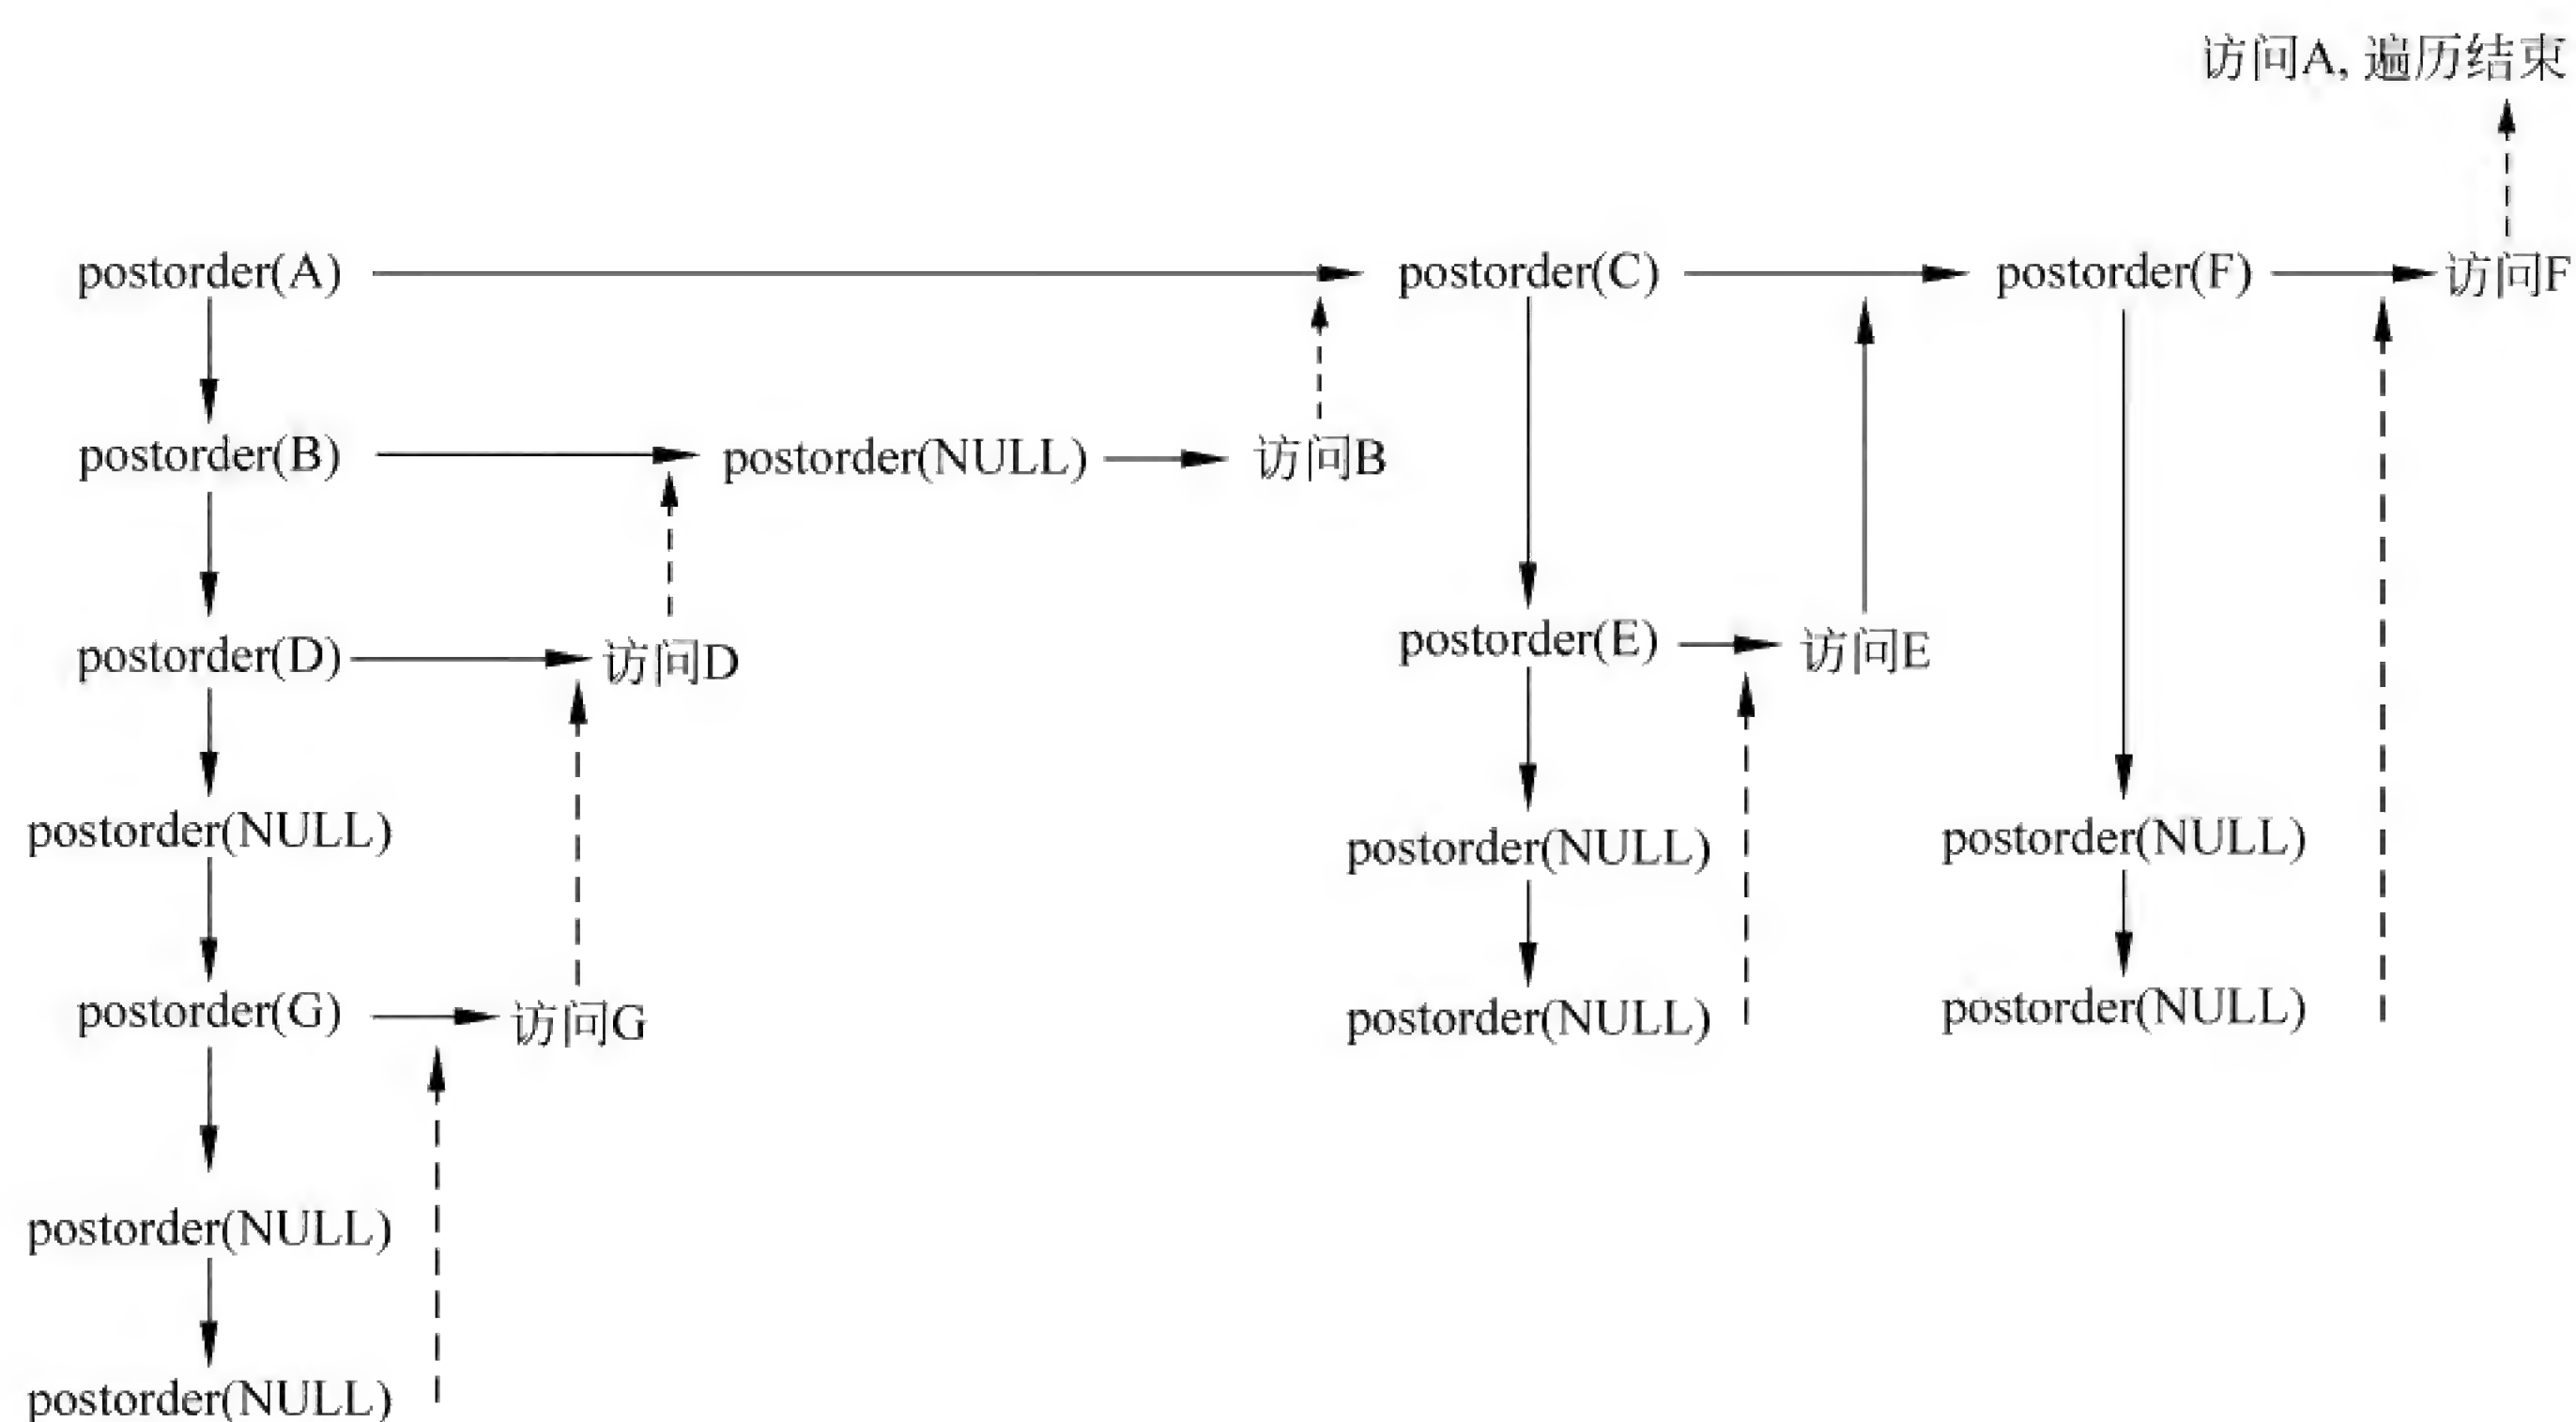 访问A, 遍历结束
postorder(A)
postorder(C)
postorder(F)
访问F
postorder(B)
postorder(NULL)
访问B
postorder(D)
访问D
postorder(E)
访问E
postorder(NULL)
postorder(NULL)
postorder(NULL)
postorder(G)
访问G
postorder(NULL)
postorder(NULL)
postorder(NULL)
postorder(NULL)